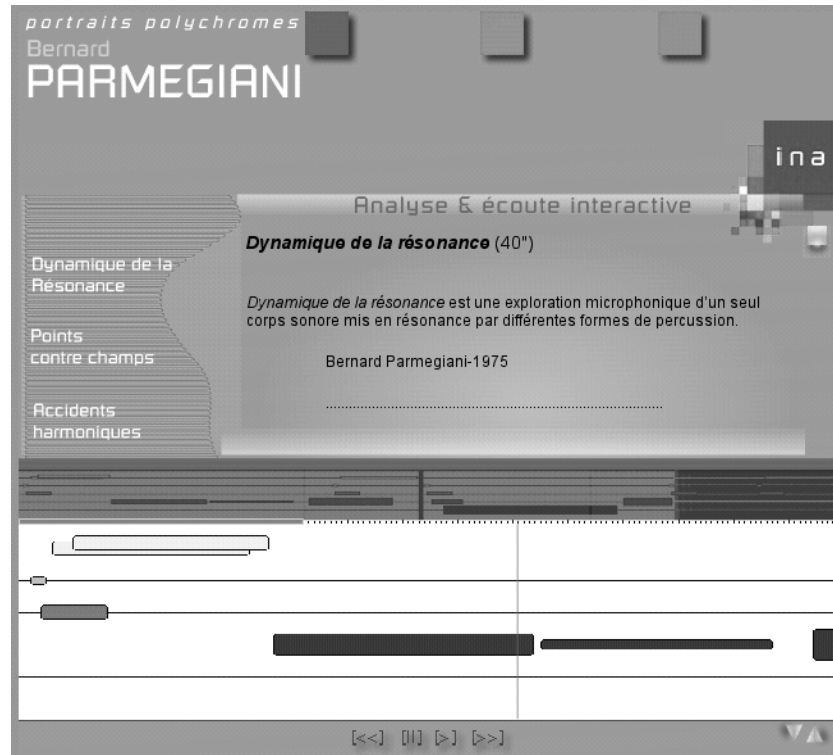 portraits polychromes
Bernard
PARMEGIANI
ina
Analyse & écoute interactive
Dynamique de la résonance (40")
Dynamique de la
Résonance
Points
contre champs
Accidents
harmoniques
Dynamique de la résonance est une exploration microphonique d'un seul
corps sonore mis en résonance par différentes formes de percussion.
Bernard Parmegiani-1975
[<<] [||] [>] [>>]